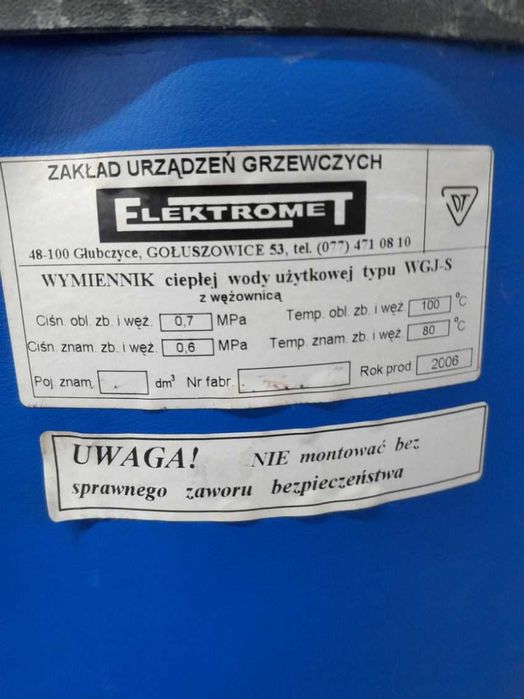 ZAKŁAD URZĄDZEŃ GRZEWCZYCH
ELEKTROMET
DT
48-100 Głubczyce, GOŁUSZOWICE 53, tel. (077) 471 08 10
WYMIENNIK ciepłej wody użytkowej typu WGJ-S
z wężownicą
Ciśn. obl. zb. i węż. 0,7 MPa Temp. obl. zb. i węż 100 °C
Ciśn. znam. zb. i węż. 0,6 MPa Temp. znam. zb. i węż 80 °C
Poj. znam, dm³ Nr fabr. Rok prod 2006
UWAGA! NIE montować bez
sprawnego zaworu bezpieczeństwa